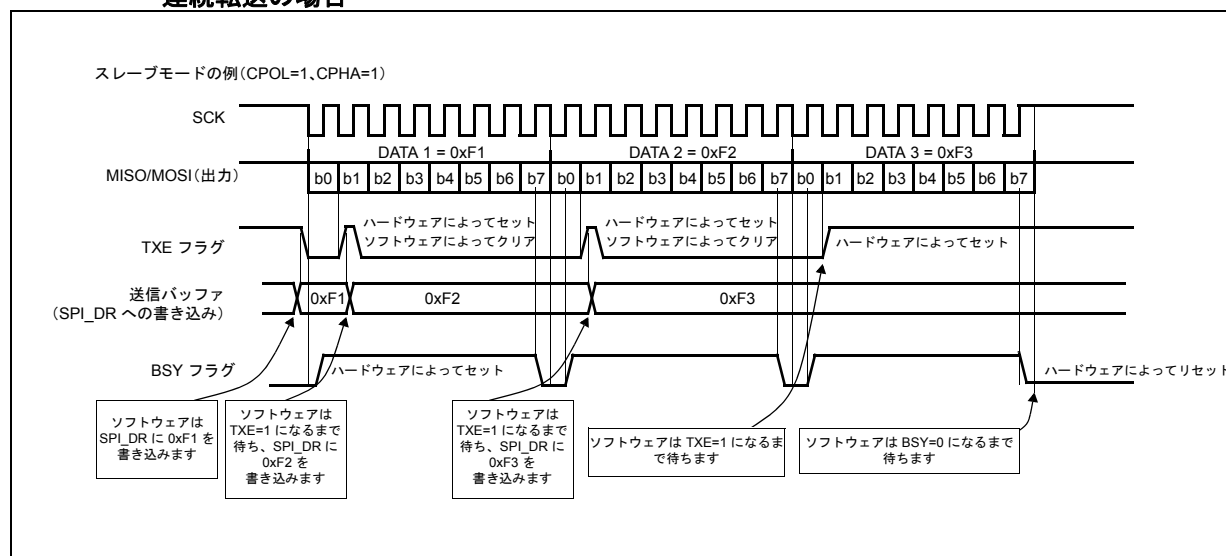 連続転送の場合
スレーブモードの例(CPOL=1、CPHA=1)
SCK
DATA 1 = 0xF1 DATA 2 = 0xF2 DATA 3 = 0xF3
MISO/MOSI(出力) b0 b1 b2 b3 b4 b5 b6 b7 b0 b1 b2 b3 b4 b5 b6 b7 b0 b1 b2 b3 b4 b5 b6 b7
TXE フラグ
ハードウェアによってセット
ソフトウェアによってクリア
ハードウェアによってセット
ソフトウェアによってクリア
ハードウェアによってセット
送信バッファ
(SPI_DR への書き込み)
0xF1 0xF2 0xF3
BSY フラグ
ハードウェアによってセット
ハードウェアによってリセット
ソフトウェアは
SPI_DR に 0xF1 を
書き込みます
ソフトウェアは
TXE=1 になるまで
待ち、SPI_DR に
0xF2 を
書き込みます
ソフトウェアは
TXE=1 になるまで
待ち、SPI_DR に
0xF3 を
書き込みます
ソフトウェアは TXE=1 になるま
で待ちます
ソフトウェアは BSY=0 になるまで
待ちます